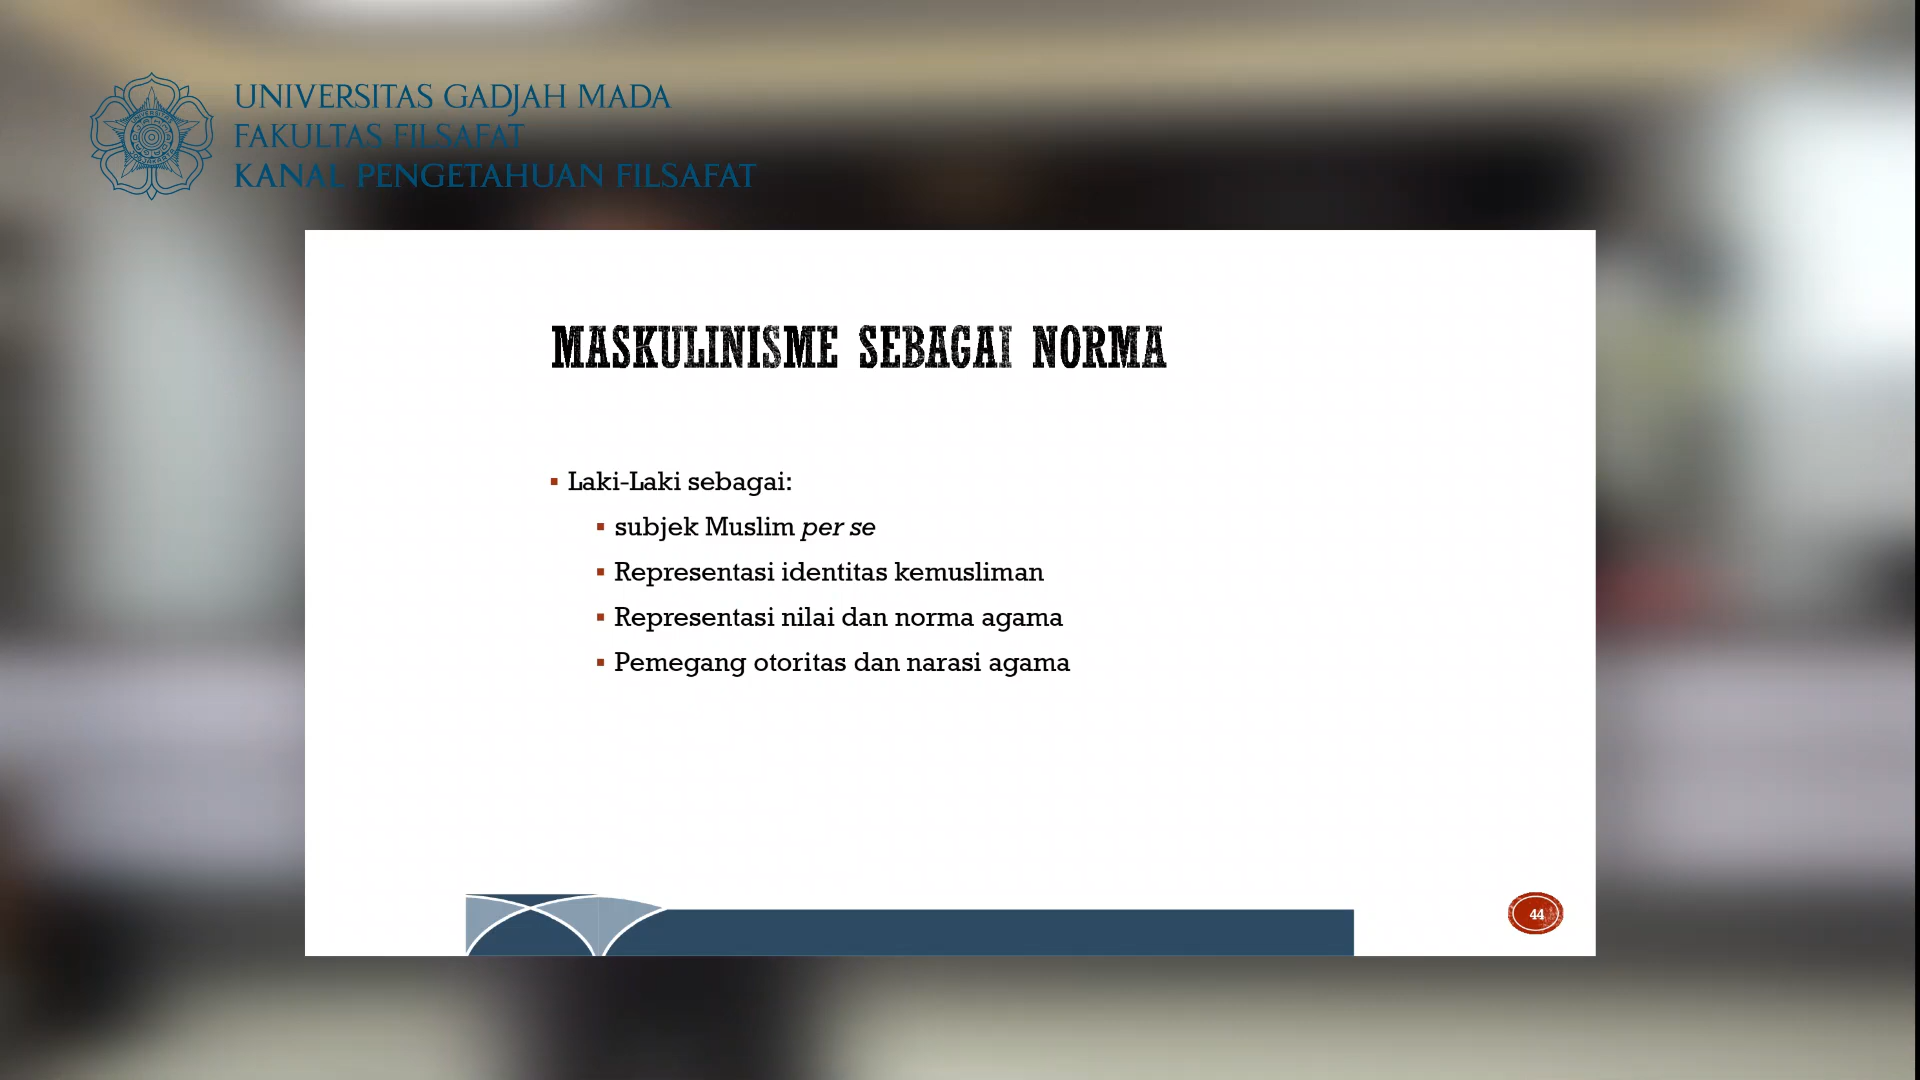 UNIVERSITAS GADJAH MADA
FAKULTAS FILSAFAT
KANAL PENGETAHUAN FILSAFAT
MASKULINISME SEBAGAI NORMA
Laki-Laki sebagai:
subjek Muslim per se
Representasi identitas kemusliman
Representasi nilai dan norma agama
Pemegang otoritas dan narasi agama
44